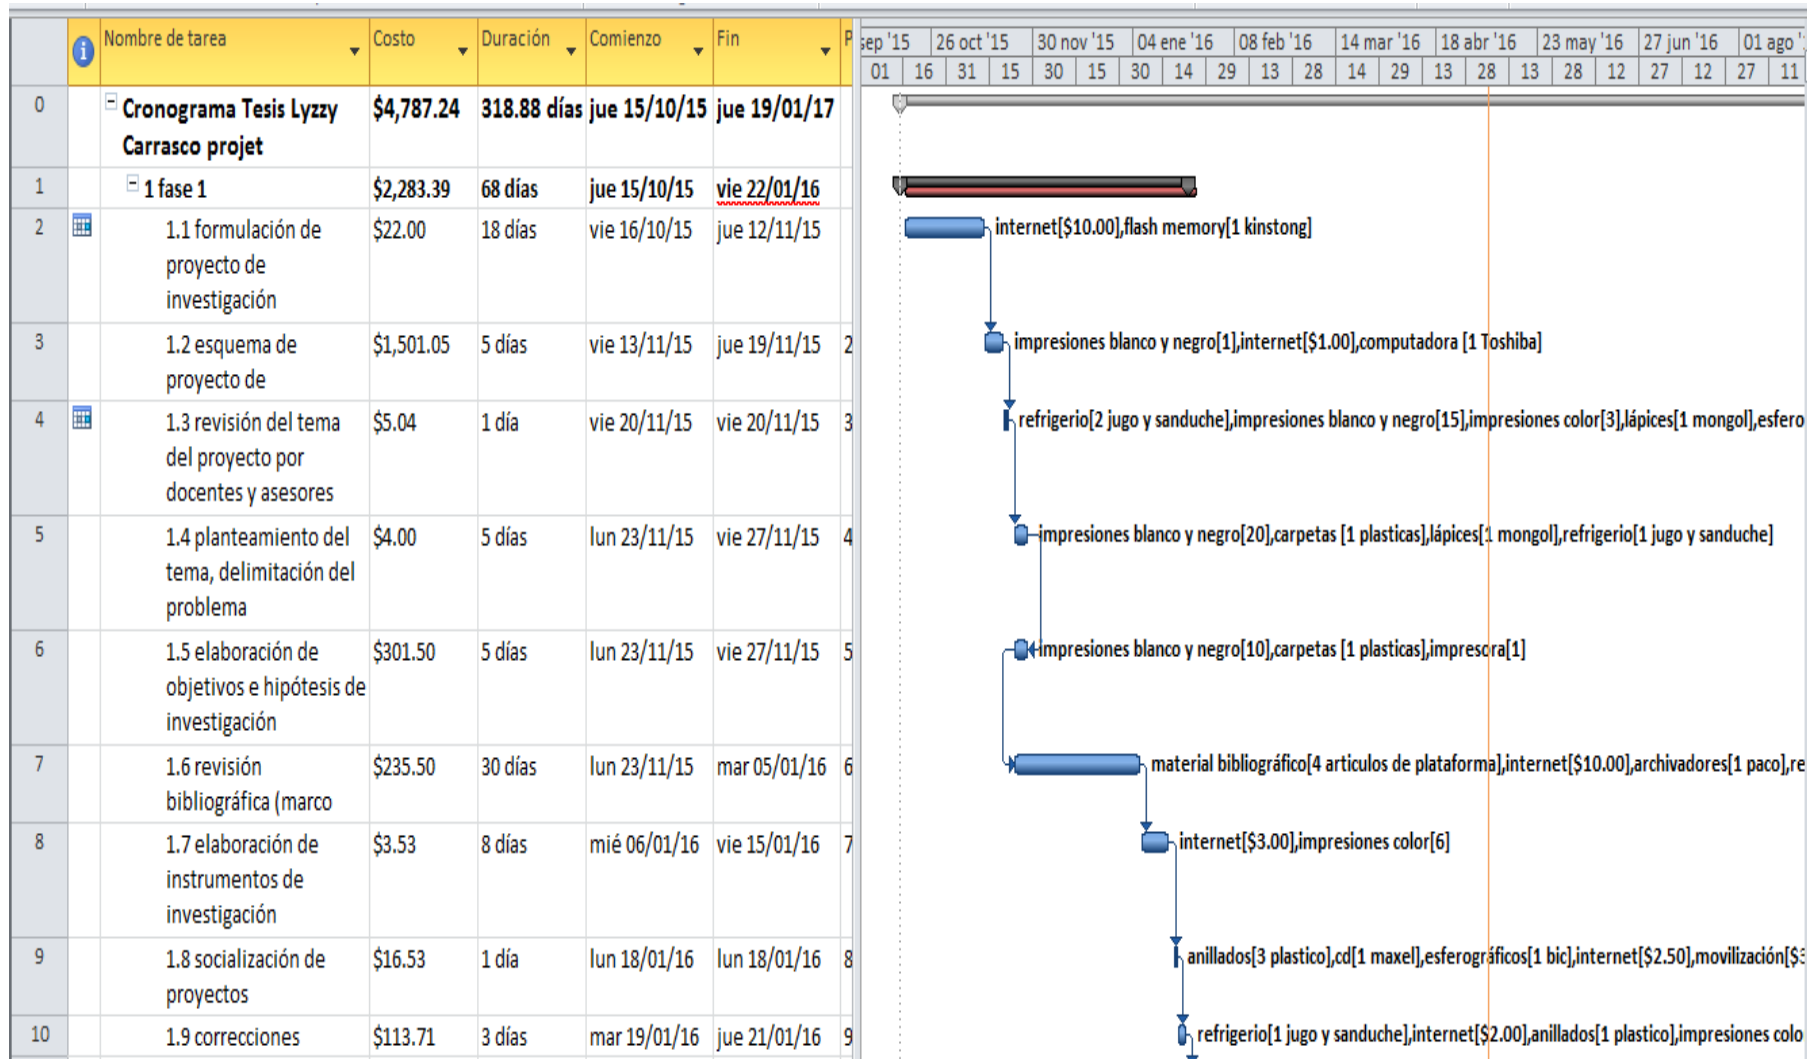 Nombre de tarea Costo Duración Comienzo Fin P
sep '15 26 oct '15 30 nov '15 04 ene '16 08 feb '16 14 mar '16 18 abr '16 23 may '16 27 jun '16 01 ago '
01 16 31 15 30 15 30 14 29 13 28 14 29 13 28 13 28 12 27 12 27 11
0 Cronograma Tesis Lyzzy $4,787.24 318.88 días jue 15/10/15 jue 19/01/17
Carrasco projet
1 1 fase 1 $2,283.39 68 días jue 15/10/15 vie 22/01/16
2 1.1 formulación de $22.00 18 días vie 16/10/15 jue 12/11/15 internet[$10.00],flash memory[1 kinstong]
proyecto de
investigación
3 1.2 esquema de $1,501.05 5 días vie 13/11/15 jue 19/11/15 2 impresiones blanco y negro[1],internet[$1.00],computadora [1 Toshiba]
proyecto de
4 1.3 revisión del tema $5.04 1 día vie 20/11/15 vie 20/11/15 3 refrigerio[2 jugo y sanduche],impresiones blanco y negro[15],impresiones color[3],lápices[1 mongol],esfero
del proyecto por
docentes y asesores
5 1.4 planteamiento del $4.00 5 días lun 23/11/15 vie 27/11/15 4 impresiones blanco y negro[20],carpetas [1 plasticas],lápices[1 mongol],refrigerio[1 jugo y sanduche]
tema, delimitación del
problema
6 1.5 elaboración de $301.50 5 días lun 23/11/15 vie 27/11/15 5 impresiones blanco y negro[10],carpetas [1 plasticas],impresora[1]
objetivos e hipótesis de
investigación
7 1.6 revisión $235.50 30 días lun 23/11/15 mar 05/01/16 6 material bibliográfico[4 articulos de plataforma],internet[$10.00],archivadores[1 paco],re
bibliográfica (marco
8 1.7 elaboración de $3.53 8 días mié 06/01/16 vie 15/01/16 7 internet[$3.00],impresiones color[6]
instrumentos de
investigación
9 1.8 socialización de $16.53 1 día lun 18/01/16 lun 18/01/16 8 anillados[3 plastico],cd[1 maxel],esferográficos[1 bic],internet[$2.50],movilización[$3
proyectos
10 1.9 correcciones $113.71 3 días mar 19/01/16 jue 21/01/16 9 refrigerio[1 jugo y sanduche],internet[$2.00],anillados[1 plastico],impresiones colo